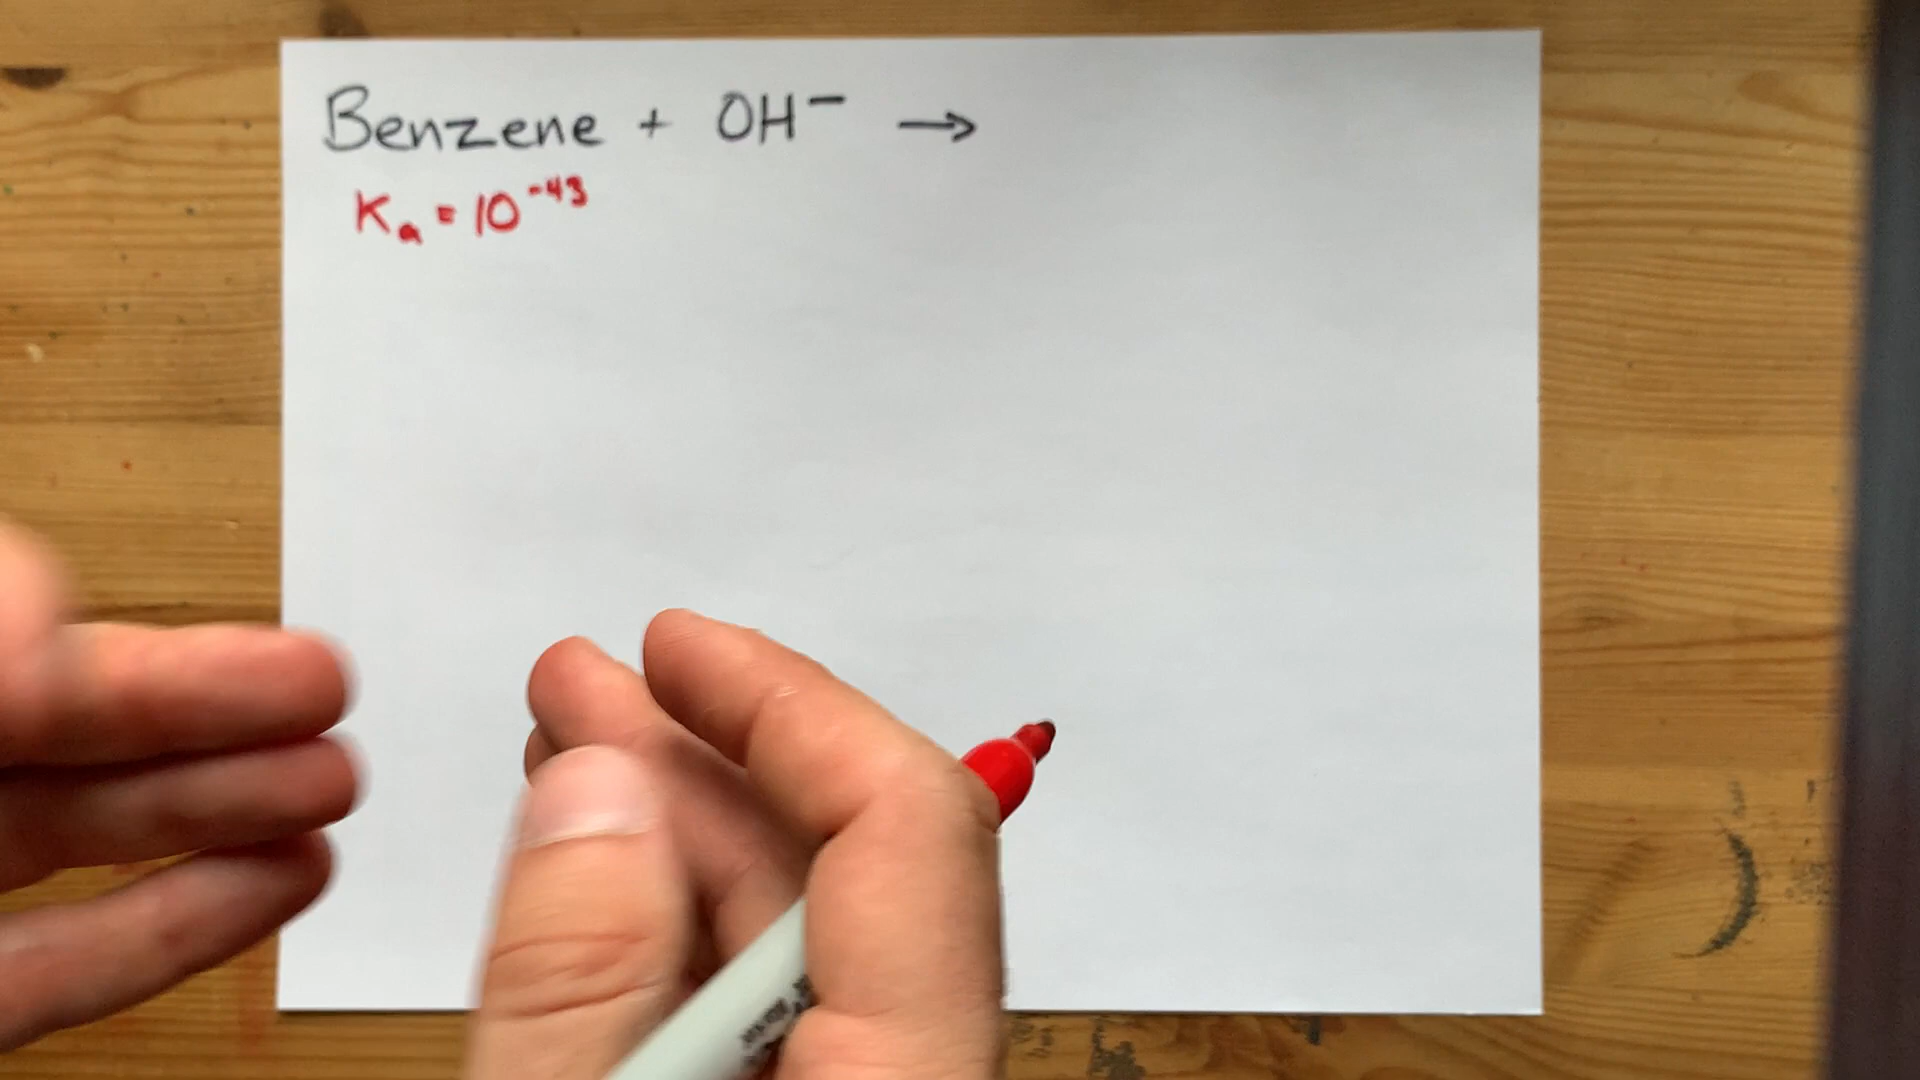 Benzene + OH⁻ →
Kₐ = 10⁻⁴³